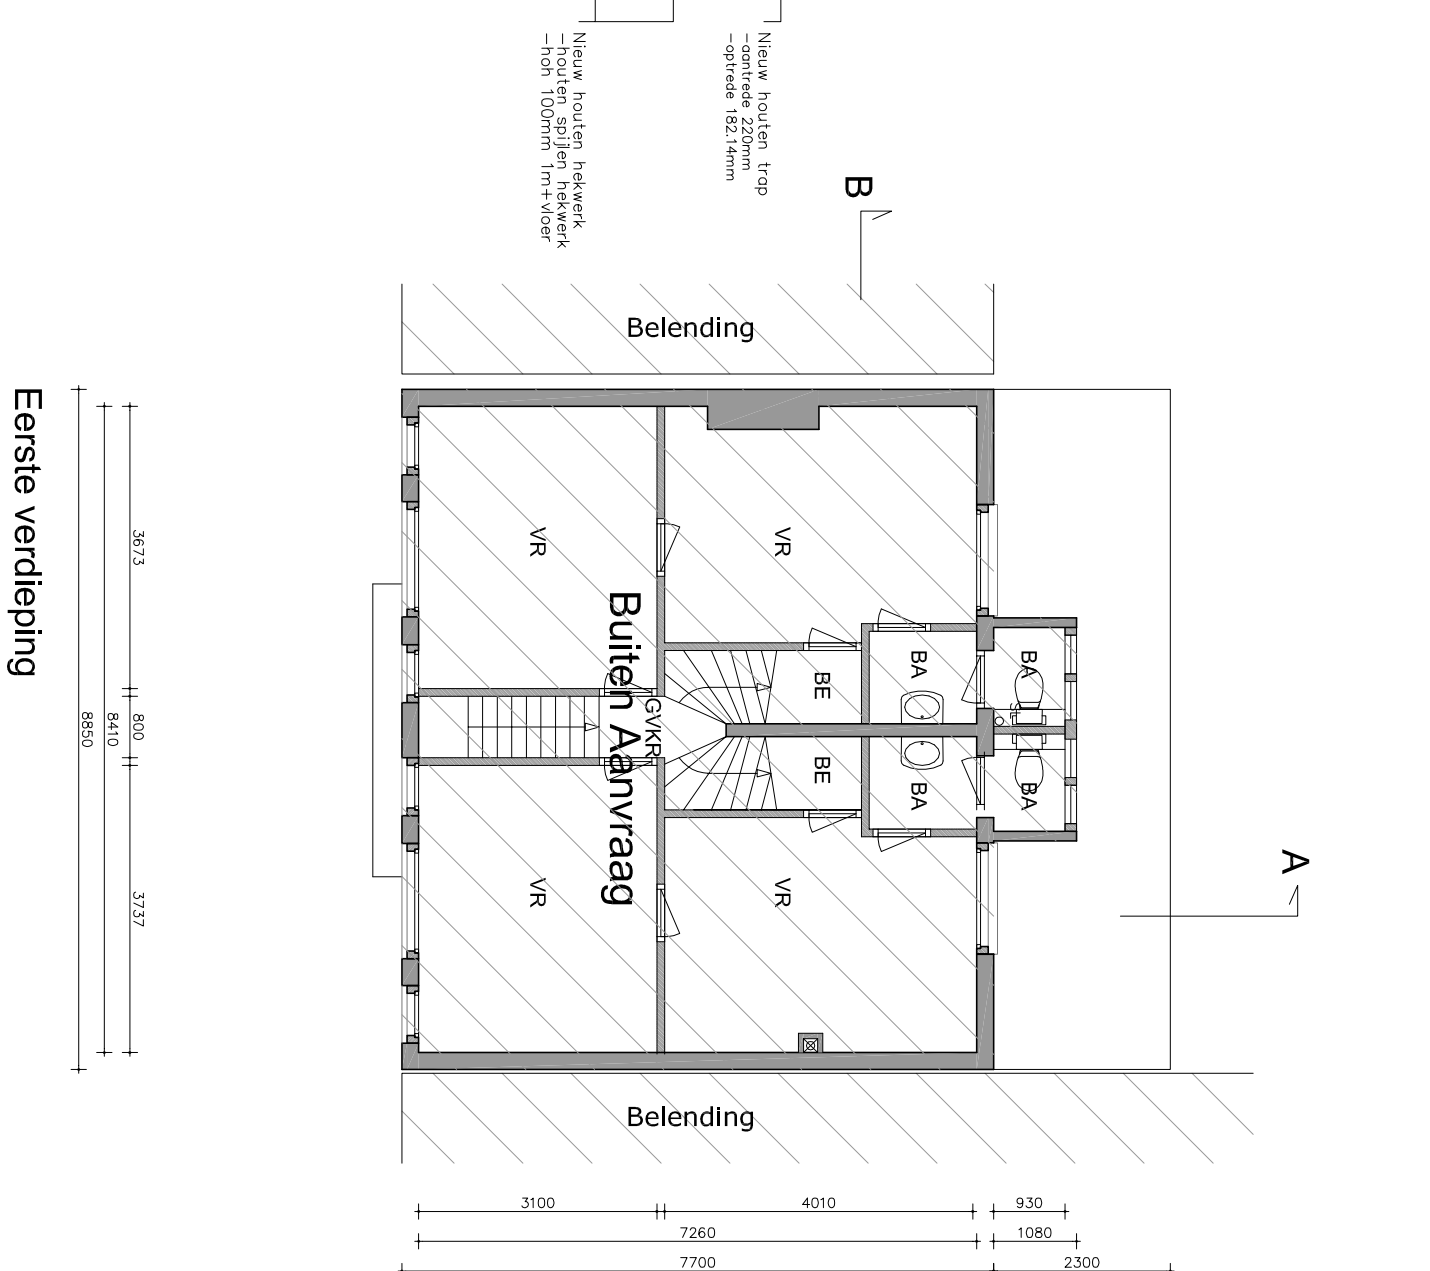 Nieuw houten trap
-aantrede 220mm
-optrede 182.14mm
Nieuw houten hekwerk
-houten spijlen hekwerk
-hoh 100mm 1m+vloer
B
Belending
A
VR
VR
BA
BA
BE
GVKR
BE
BA
BA
VR
VR
Buiten Aanvraag
Belending
Eerste verdieping
3673
800
3737
8410
8850
3100
4010
930
7260
1080
7700
2300